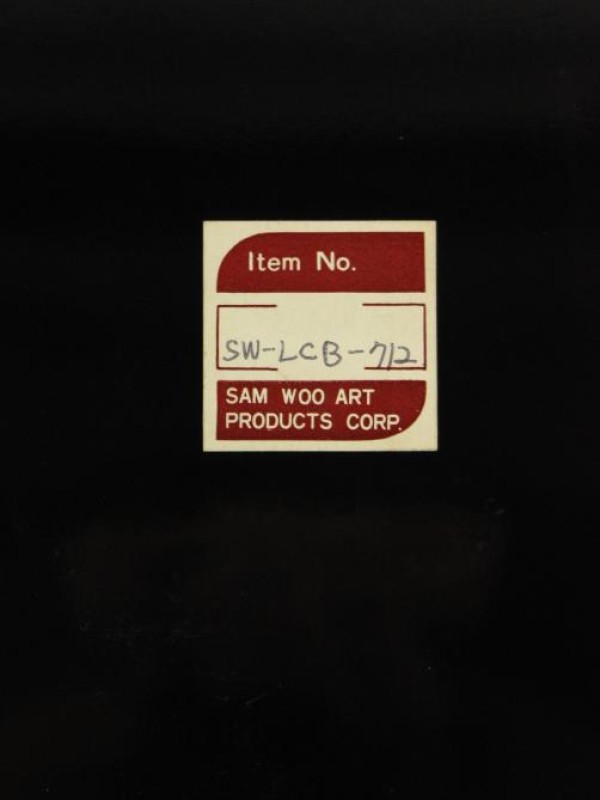 Item No.
SW-LCB-712
SAM WOO ART
PRODUCTS CORP.